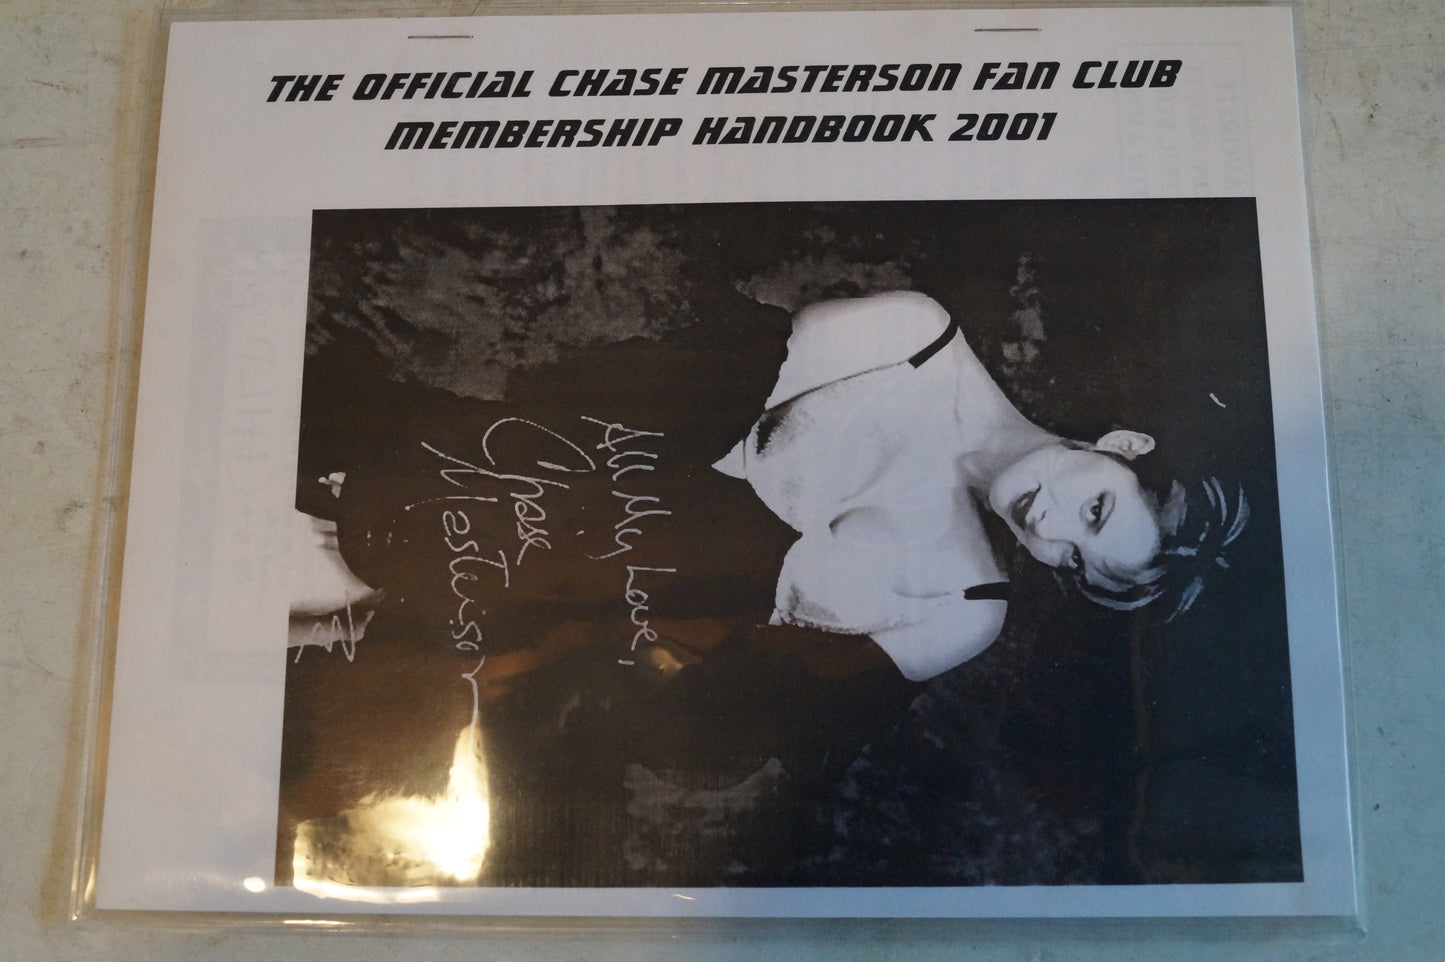 THE OFFICIAL CHASE MASTERSON FAN CLUB
MEMBERSHIP HANDBOOK 2001
All My Love,
Chase
Masterson